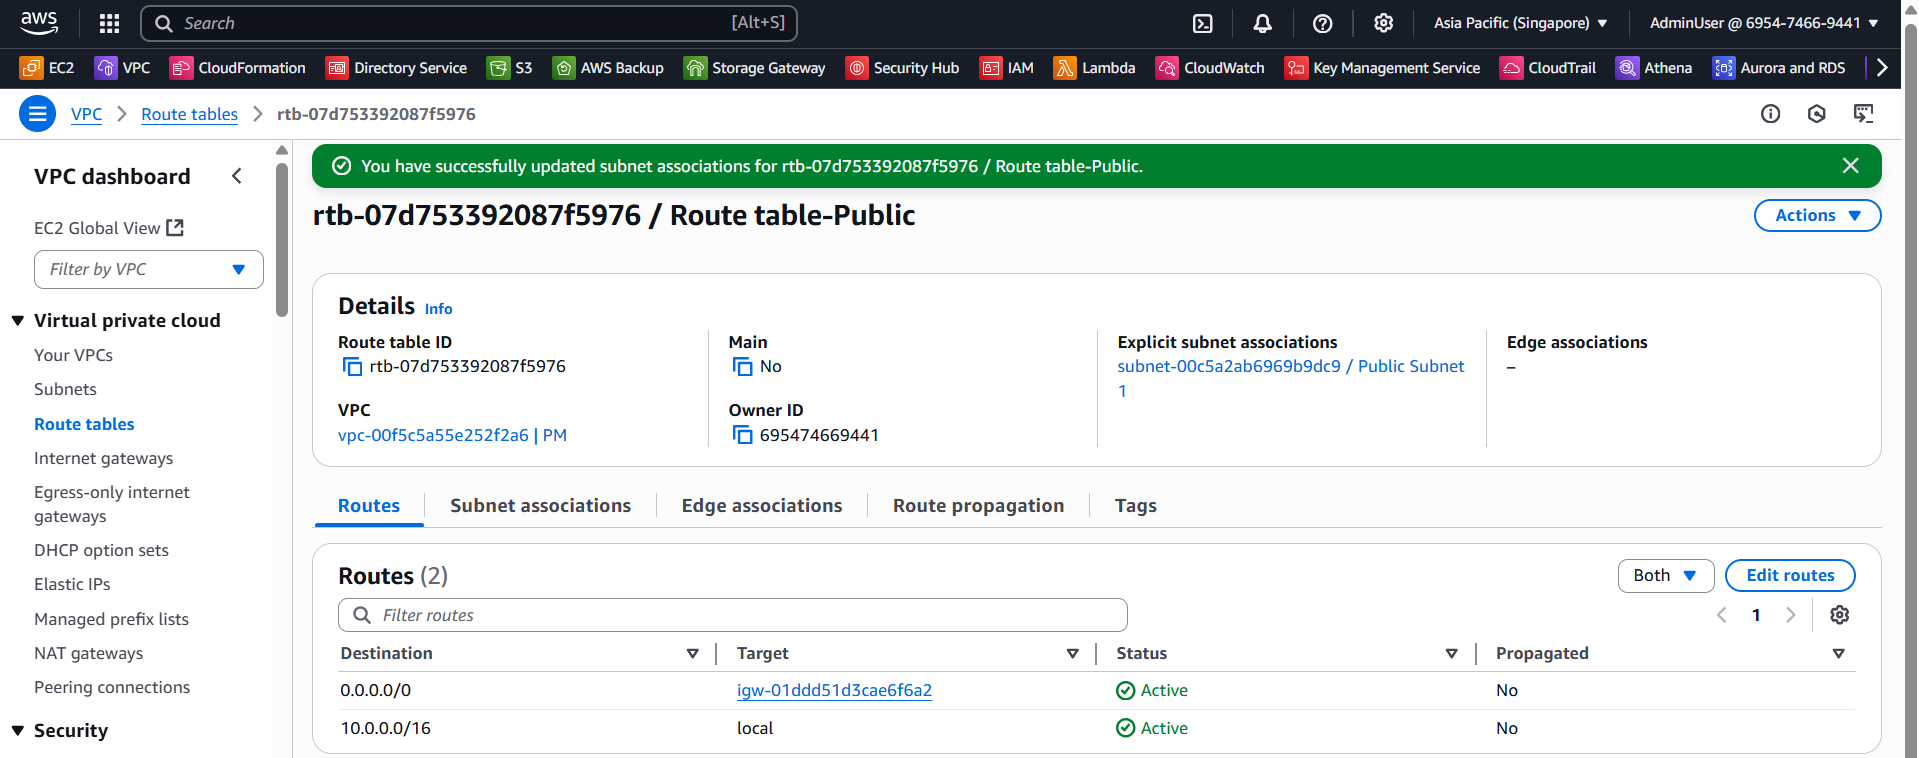 aws
Search [Alt+S] Asia Pacific (Singapore) AdminUser @ 6954-7466-9441
EC2 VPC CloudFormation Directory Service S3 AWS Backup Storage Gateway Security Hub IAM Lambda CloudWatch Key Management Service CloudTrail Athena Aurora and RDS
VPC Route tables rtb-07d753392087f5976
VPC dashboard
EC2 Global View
Filter by VPC
Virtual private cloud
Your VPCs
Subnets
Route tables
Internet gateways
Egress-only internet
gateways
DHCP option sets
Elastic IPs
Managed prefix lists
NAT gateways
Peering connections
Security
You have successfully updated subnet associations for rtb-07d753392087f5976 / Route table-Public.
rtb-07d753392087f5976 / Route table-Public
Actions
Details Info
Route table ID
rtb-07d753392087f5976
Main
No
Explicit subnet associations
subnet-00c5a2ab6969b9dc9 / Public Subnet
1
Edge associations
–
VPC
vpc-00f5c5a55e252f2a6 | PM
Owner ID
695474669441
Routes Subnet associations Edge associations Route propagation Tags
Routes (2)
Both Edit routes
Filter routes
1
Destination Target Status Propagated
0.0.0.0/0 igw-01ddd51d3cae6f6a2 Active No
10.0.0.0/16 local Active No